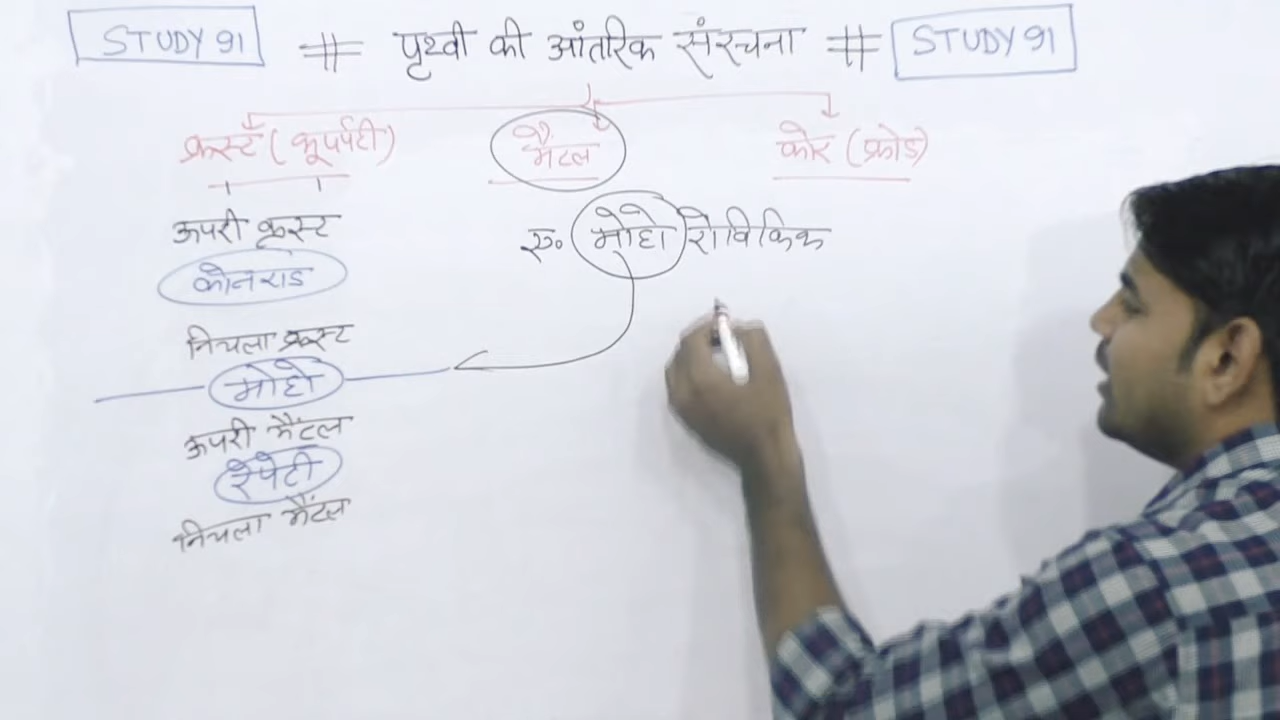 STUDY 91 # पृथ्वी की आंतरिक संरचना # STUDY 91
क्रस्ट (भूपर्पटी) मैंटल कोर (क्रोड)
ऊपरी क्रस्ट
कोनराड
निचला क्रस्ट
मोहो
ऊपरी मैंटल
रेपेटी
निचला मैंटल
ए. मोहोरोविकिक